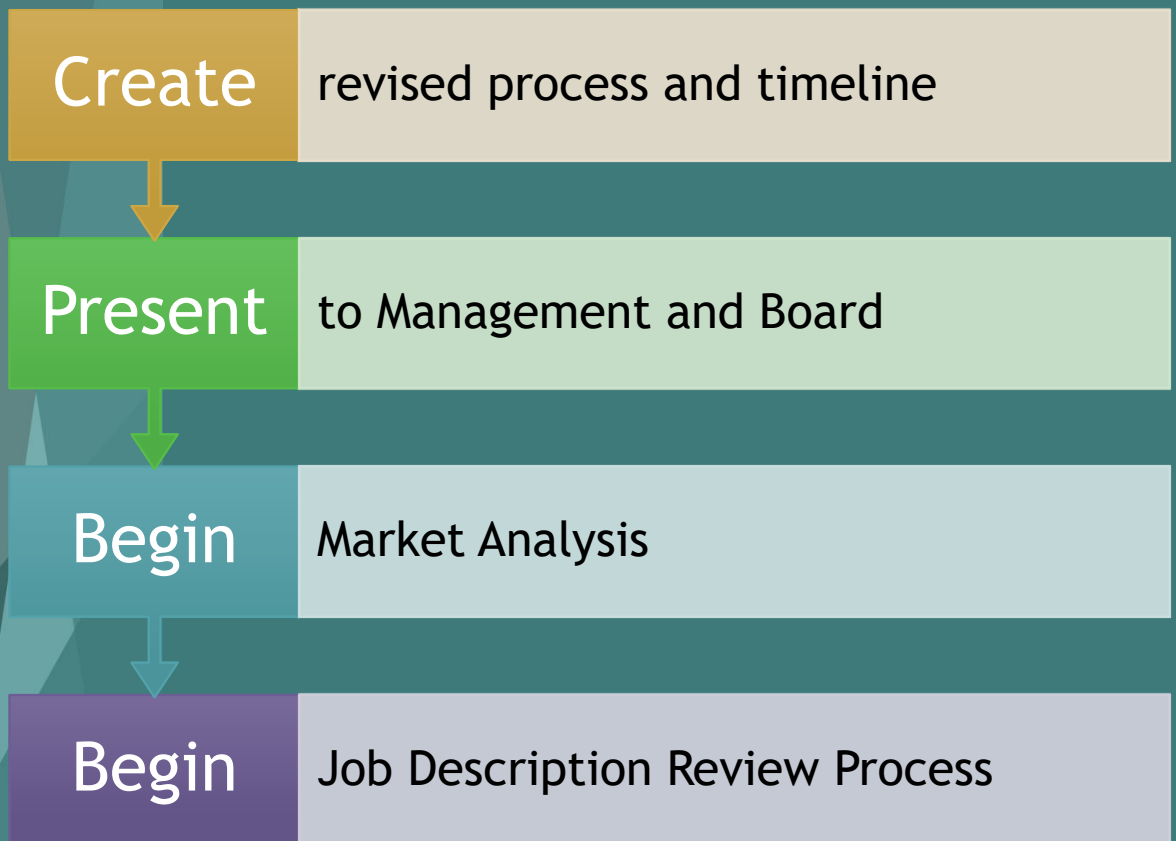 Create revised process and timeline
Present to Management and Board
Begin Market Analysis
Begin Job Description Review Process